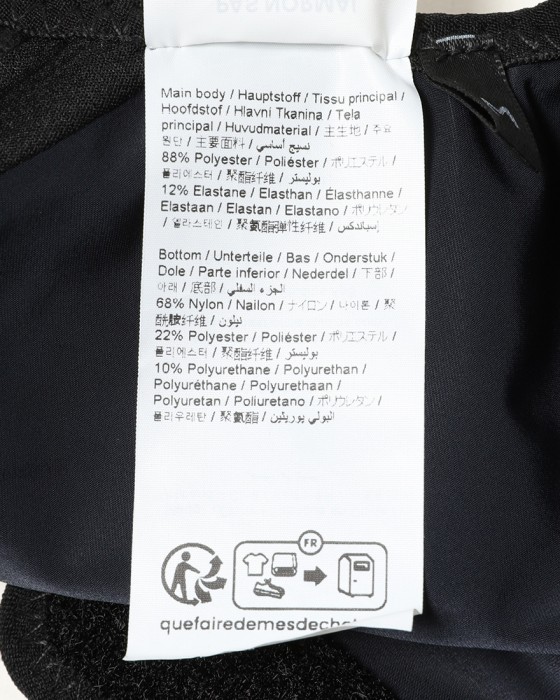 PAS NORMAL
Main body / Hauptstoff / Tissu principal /
Hoofdstof / Hlavní Tkanina / Tela
principal / Huvudmaterial / 主生地 / 주요
원단 / 主要面料 / نسيج أساسي
88% Polyester / Poliéster / ポリエステル /
폴리에스터 / 聚酯纤维 / بوليستر
12% Elastane / Elasthan / Élasthanne /
Elastaan / Elastan / Elastano / ポリウレタン
/ 엘라스테인 / 聚氨酯弹性纤维 / إسباندكس
Bottom / Unterteile / Bas / Onderstuk /
Dole / Parte inferior / Nederdel / 下部 /
아래 / 底部 / الجزء السفلي
68% Nylon / Nailon / ナイロン / 나이론 / 聚
酰胺纤维 / نيلون
22% Polyester / Poliéster / ポリエステル /
폴리에스터 / 聚酯纤维 / بوليستر
10% Polyurethane / Polyurethan /
Polyuréthane / Polyurethaan /
Polyuretan / Poliuretano / ポリウレタン /
폴리우레탄 / 聚氨酯 / البولي يوريثين
FR
quefairedemesdeche